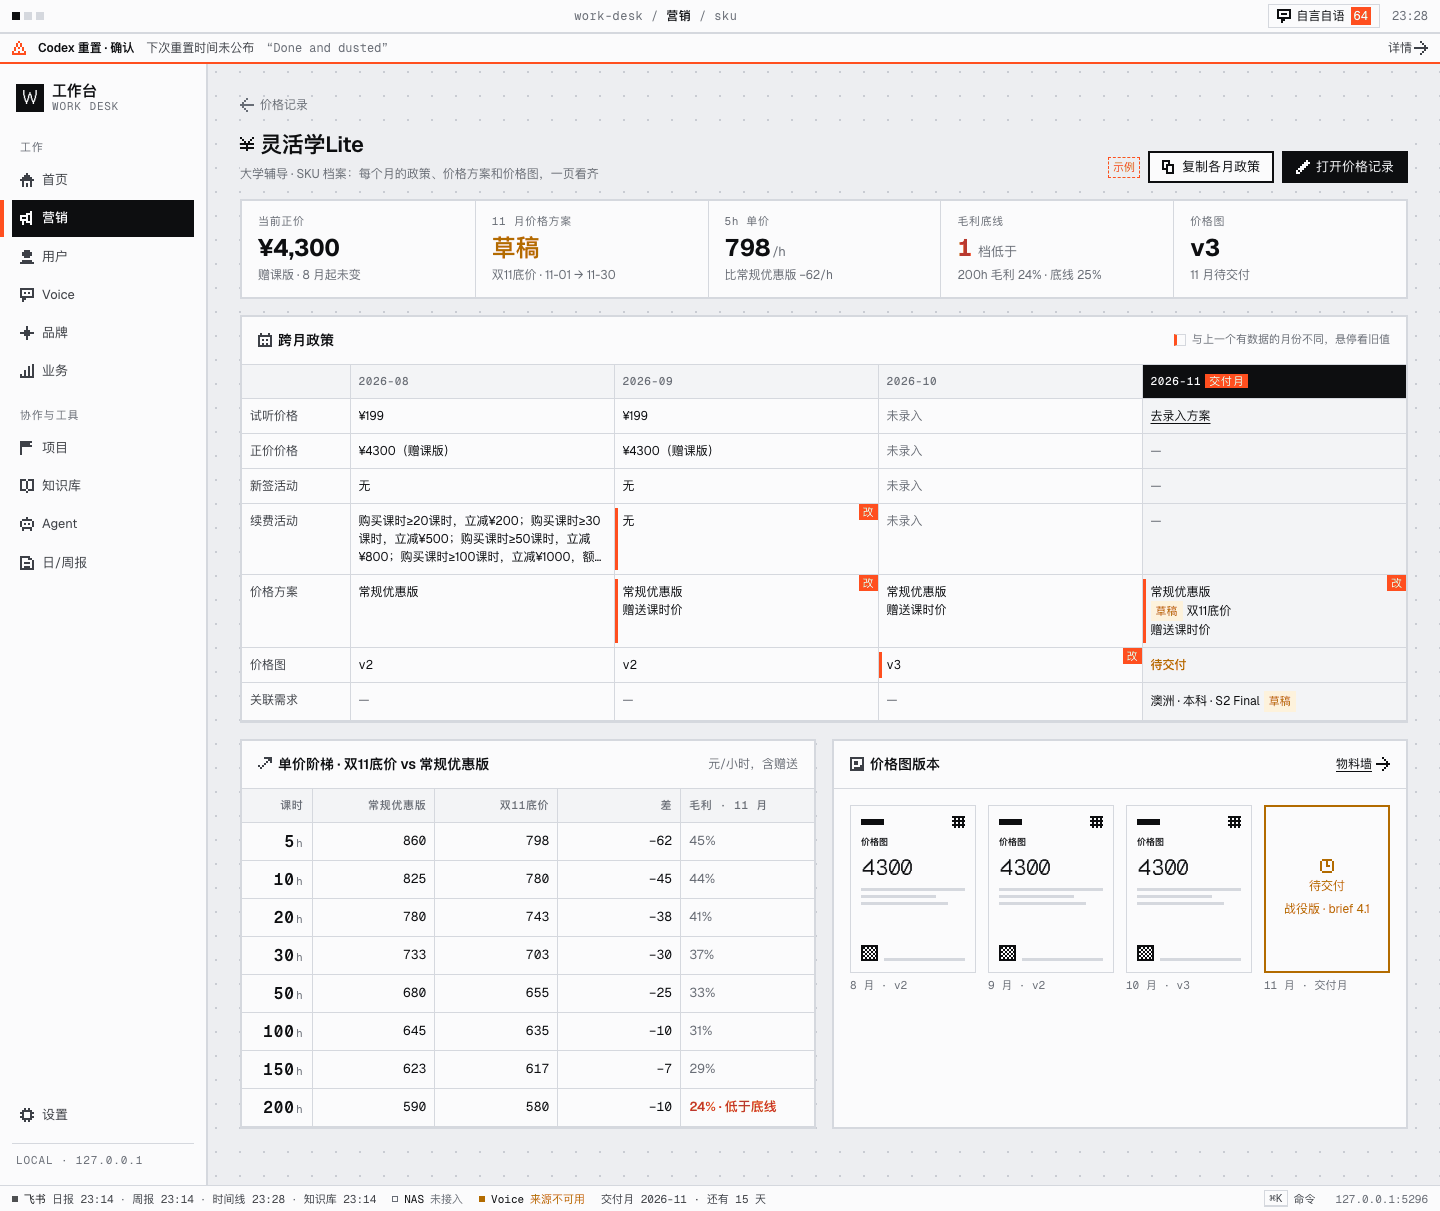 work-desk / 营销 / sku
自言自语 64 23:28
Codex 重置 · 确认 下次重置时间未公布 “Done and dusted”
详情
W 工作台
WORK DESK
工作
首页
营销
用户
Voice
品牌
业务
协作与工具
项目
知识库
Agent
日/周报
设置
LOCAL · 127.0.0.1
价格记录
¥ 灵活学Lite
大学辅导 · SKU 档案：每个月的政策、价格方案和价格图，一页看齐
示例 复制各月政策 打开价格记录
当前正价
¥4,300
赠课版 · 8 月起未变
11 月价格方案
草稿
双11底价 · 11-01 → 11-30
5h 单价
798 /h
比常规优惠版 −62/h
毛利底线
1 档低于
200h 毛利 24% · 底线 25%
价格图
v3
11 月待交付
跨月政策
与上一个有数据的月份不同，悬停看旧值
2026-08 2026-09 2026-10 2026-11 交付月
试听价格 ¥199 ¥199 未录入 去录入方案
正价价格 ¥4300（赠课版） ¥4300（赠课版） 未录入 —
新签活动 无 无 未录入 —
续费活动 购买课时≥20课时，立减¥200；购买课时≥30 无 改 未录入 —
课时，立减¥500；购买课时≥50课时，立减
¥800；购买课时≥100课时，立减¥1000，额…
价格方案 常规优惠版 常规优惠版 改 常规优惠版 常规优惠版 改
赠送课时价 赠送课时价 草稿 双11底价
赠送课时价
价格图 v2 v2 v3 改 待交付
关联需求 — — — 澳洲 · 本科 · S2 Final 草稿
单价阶梯 · 双11底价 vs 常规优惠版 元/小时，含赠送
课时 常规优惠版 双11底价 差 毛利 · 11 月
5 h 860 798 −62 45%
10 h 825 780 −45 44%
20 h 780 743 −38 41%
30 h 733 703 −30 37%
50 h 680 655 −25 33%
100 h 645 635 −10 31%
150 h 623 617 −7 29%
200 h 590 580 −10 24% · 低于底线
价格图版本 物料墙
价格图
4300
8 月 · v2
价格图
4300
9 月 · v2
价格图
4300
10 月 · v3
待交付
战役版 · brief 4.1
11 月 · 交付月
飞书 日报 23:14 · 周报 23:14 · 时间线 23:28 · 知识库 23:14 NAS 未接入 Voice 来源不可用 交付月 2026-11 · 还有 15 天
⌘K 命令 127.0.0.1:5296